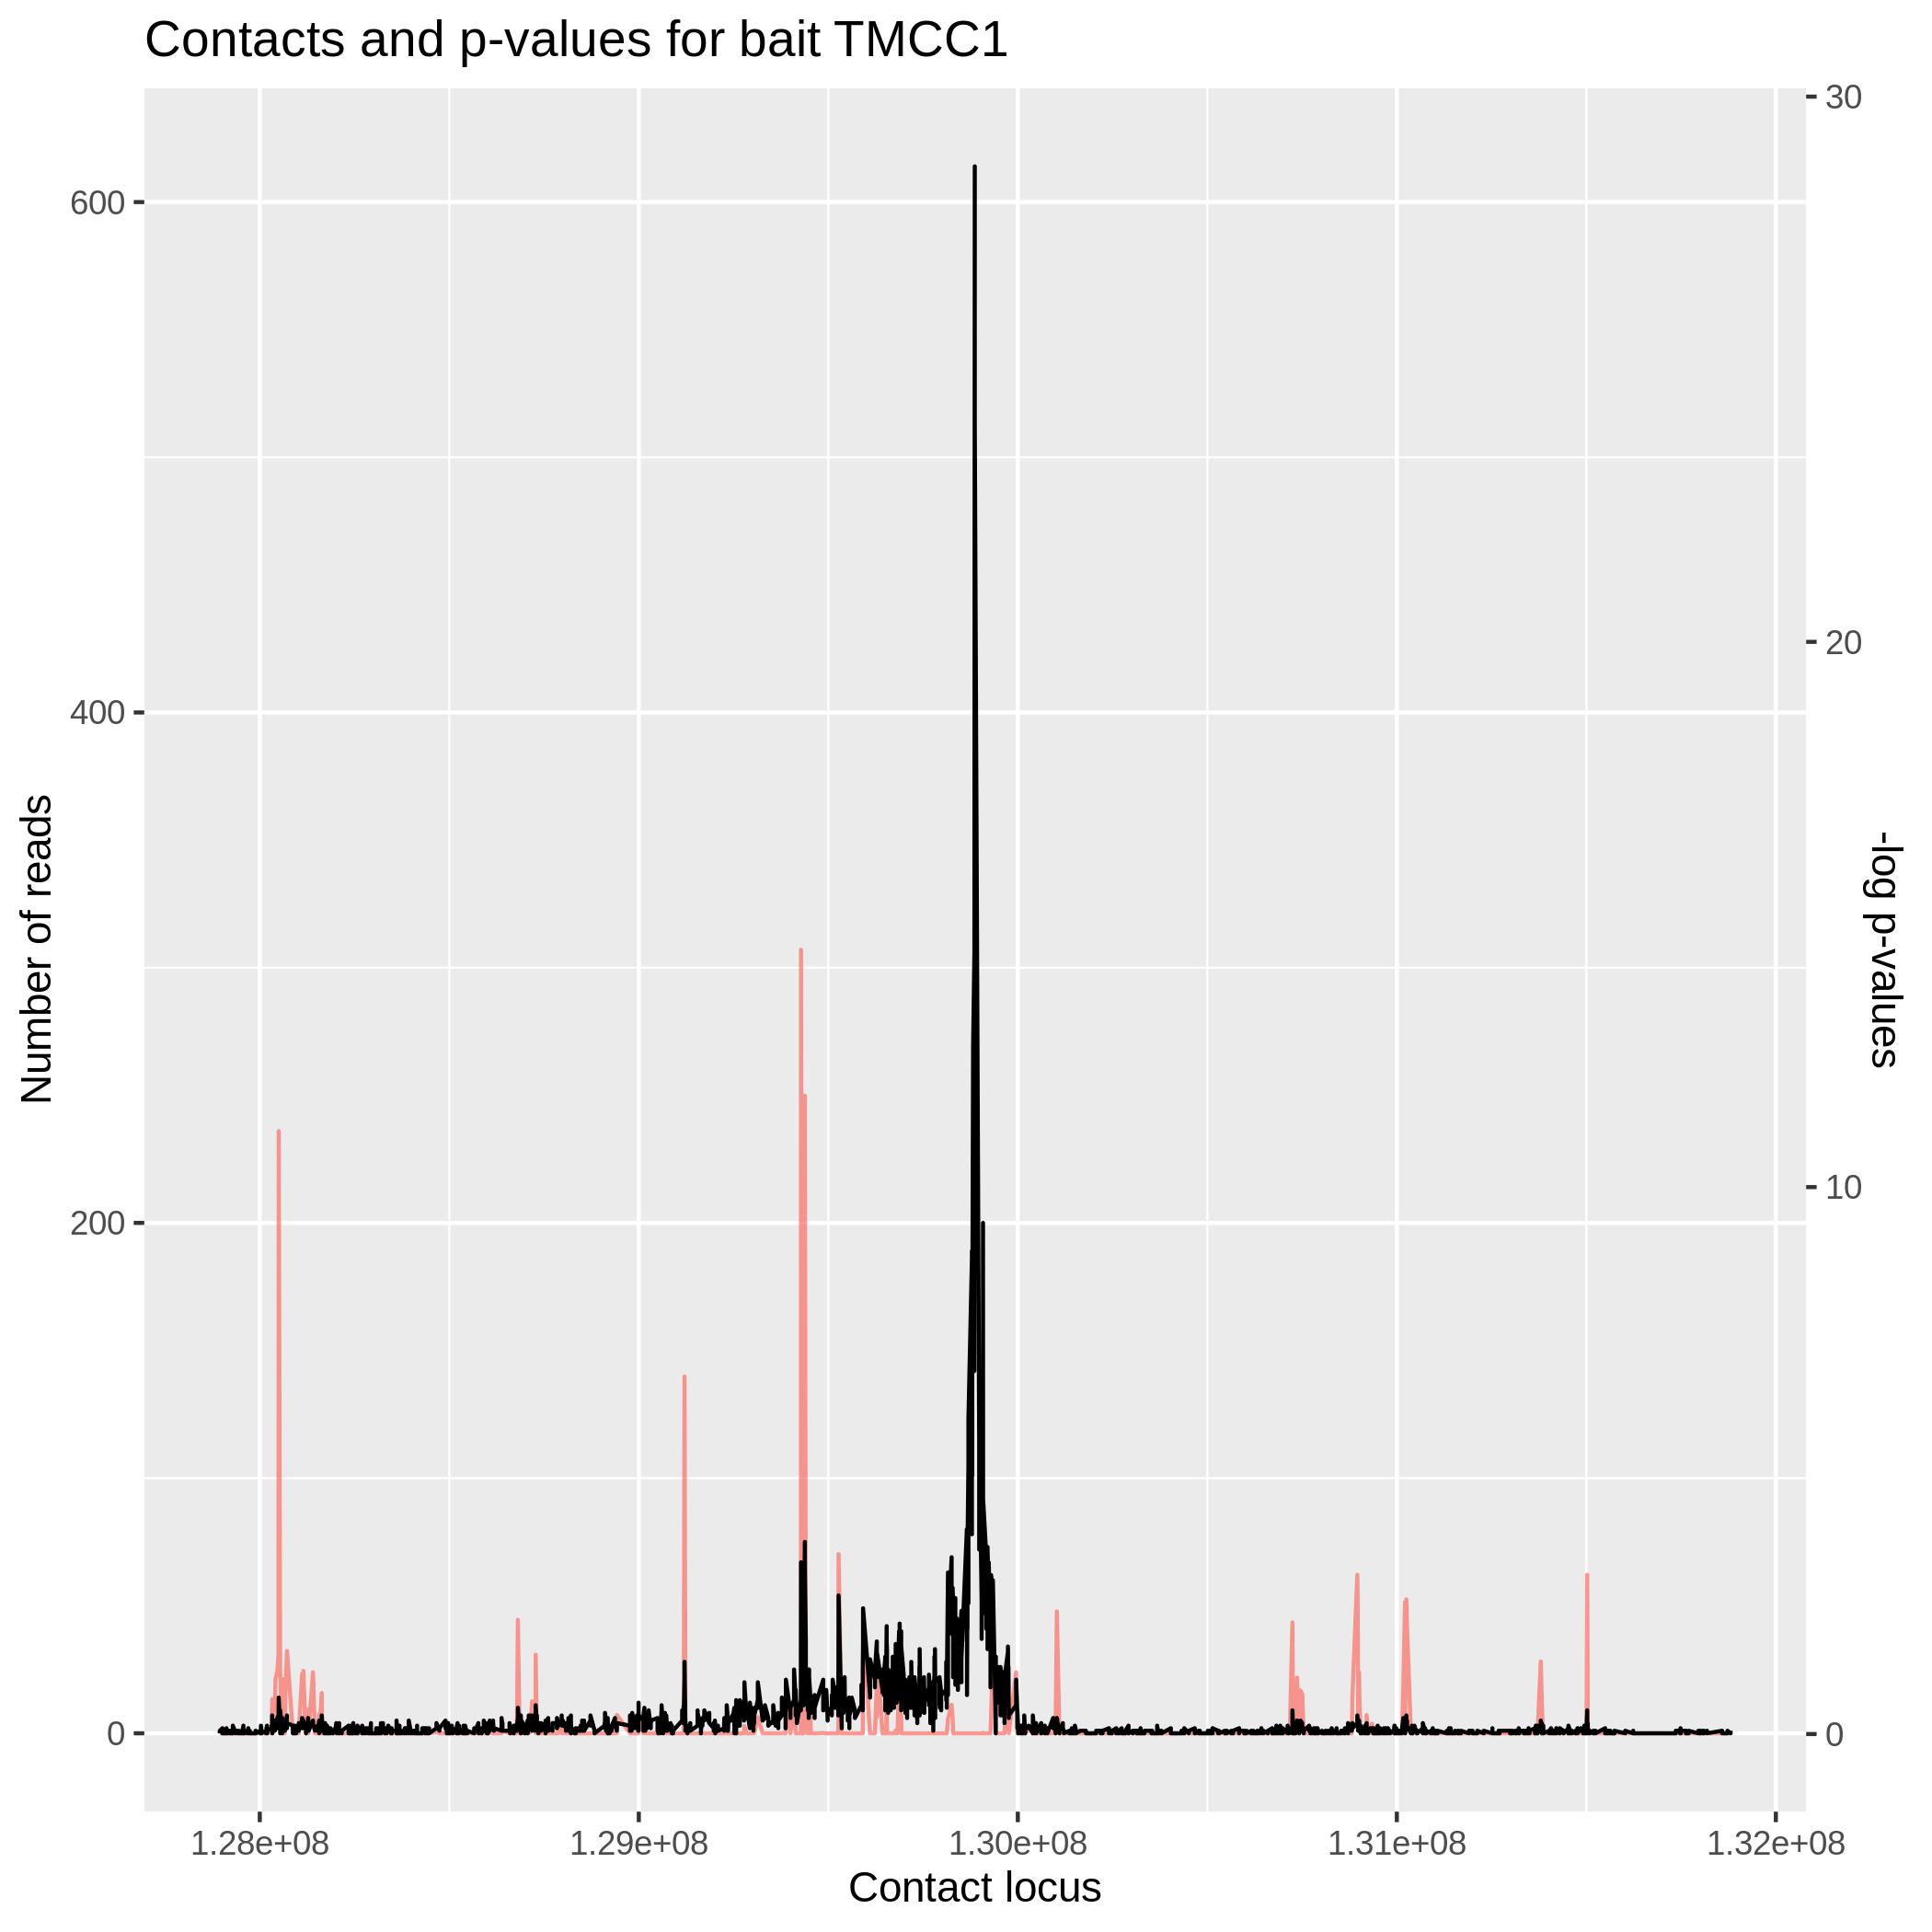 Contacts and p-values for bait TMCC1
30
600
20
400
Number of reads
-log p-values
10
200
0
0
1.28e+08
1.29e+08
1.30e+08
1.31e+08
1.32e+08
Contact locus